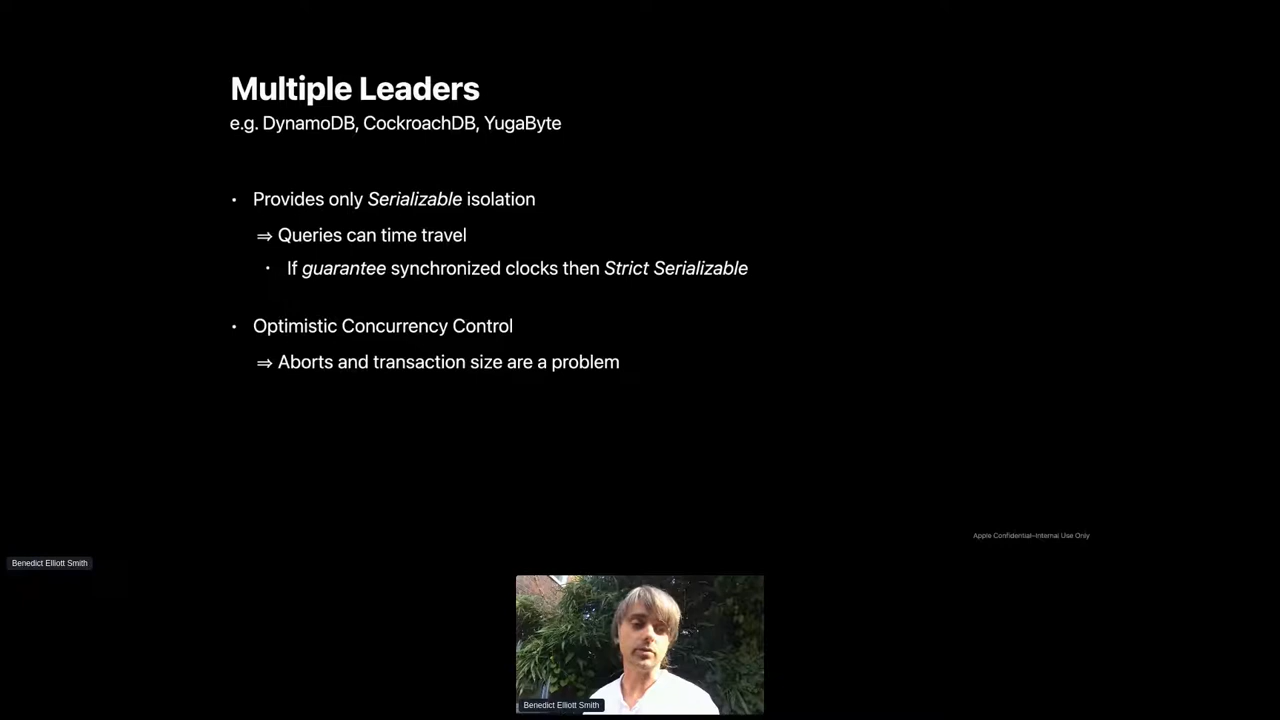 Multiple Leaders
e.g. DynamoDB, CockroachDB, YugaByte
• Provides only Serializable isolation
⇒ Queries can time travel
• If guarantee synchronized clocks then Strict Serializable
• Optimistic Concurrency Control
⇒ Aborts and transaction size are a problem
Apple Confidential–Internal Use Only
Benedict Elliott Smith
Benedict Elliott Smith